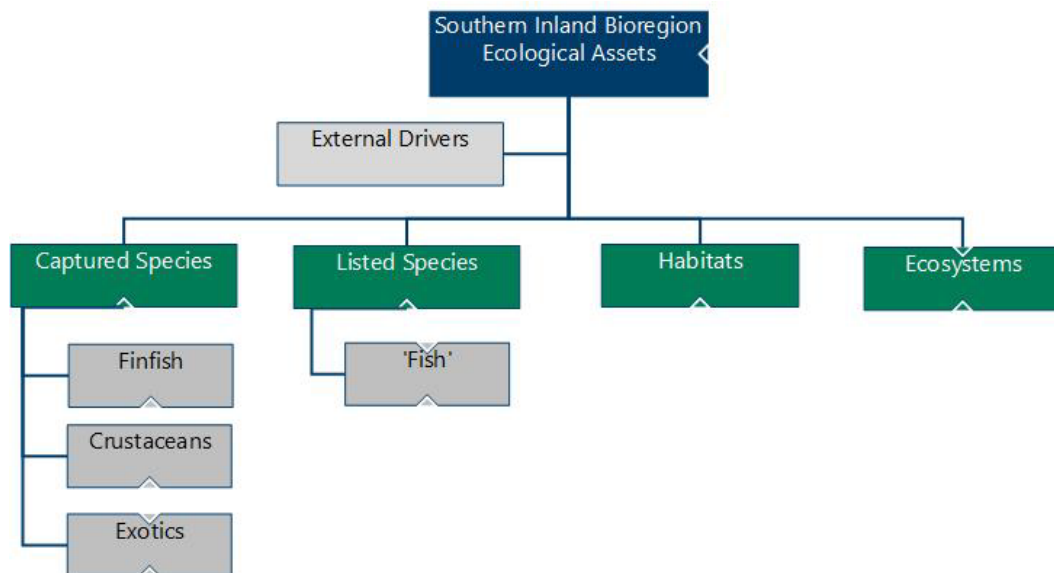 Southern Inland Bioregion
Ecological Assets
External Drivers
Captured Species
Listed Species
Habitats
Ecosystems
Finfish
'Fish'
Crustaceans
Exotics